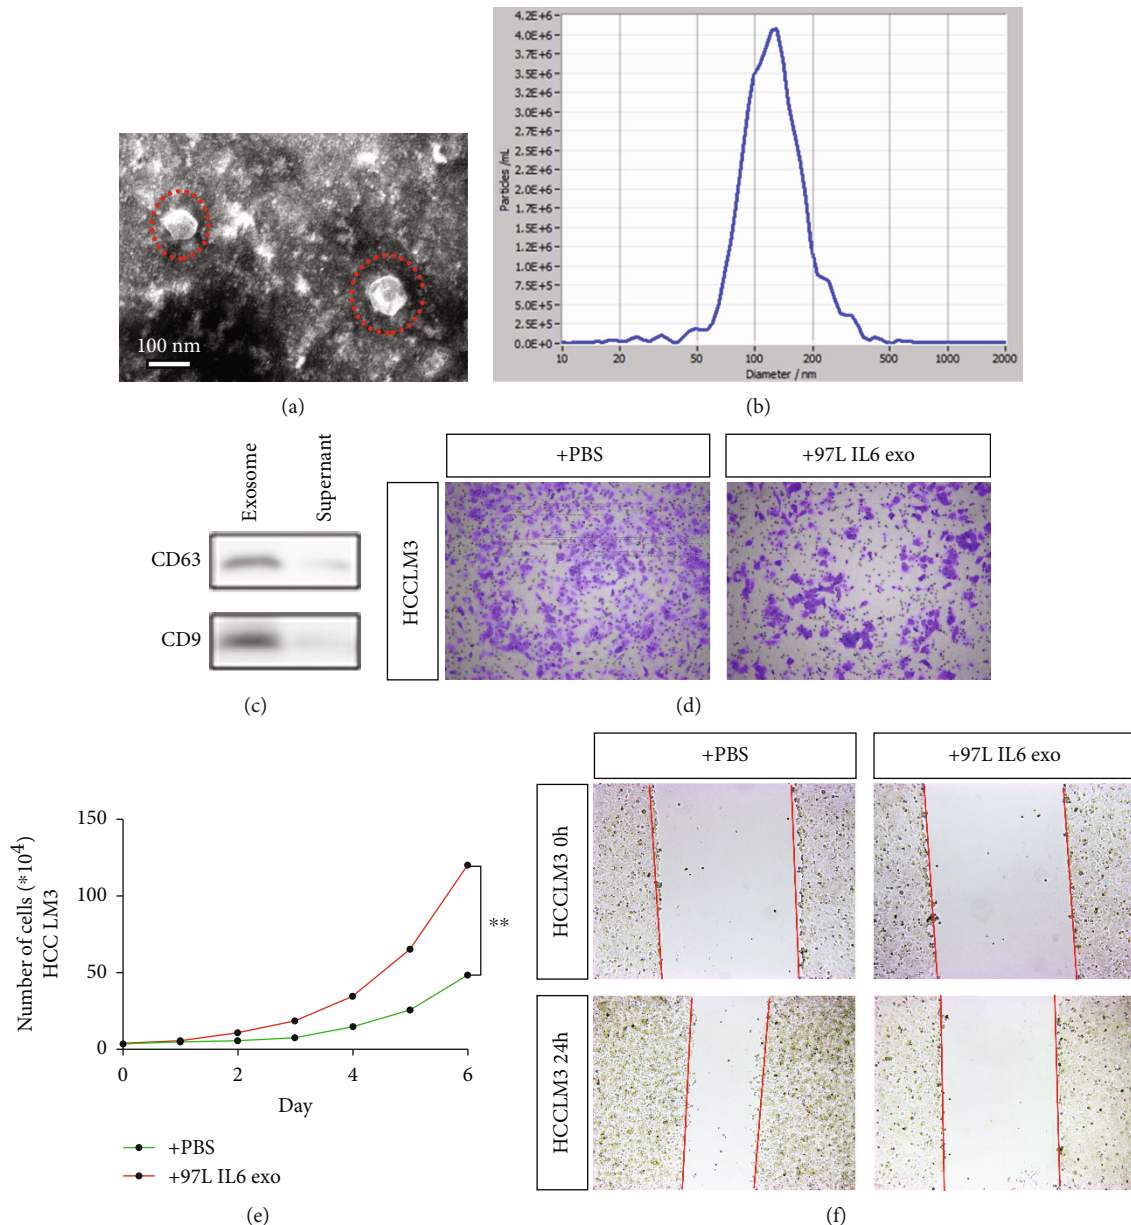 100 nm
(a)
4.2E+6
4.0E+6
3.7E+6
3.5E+6
3.2E+6
3.0E+6
2.7E+6
2.5E+6
2.2E+6
2.0E+6
1.7E+6
1.5E+6
1.2E+6
1.0E+6
7.5E+5
5.0E+5
2.5E+5
0.0E+0
Particles /mL
10 20 50 100 200 500 1000 2000
Diameter / nm
(b)
Exosome
Supernant
CD63
CD9
(c)
+PBS
+97L IL6 exo
HCCLM3
(d)
150
100
50
0
Number of cells (*10⁴)
HCC LM3
0 2 4 6
Day
**
+PBS
+97L IL6 exo
(e)
+PBS
+97L IL6 exo
HCCLM3 0h
HCCLM3 24h
(f)